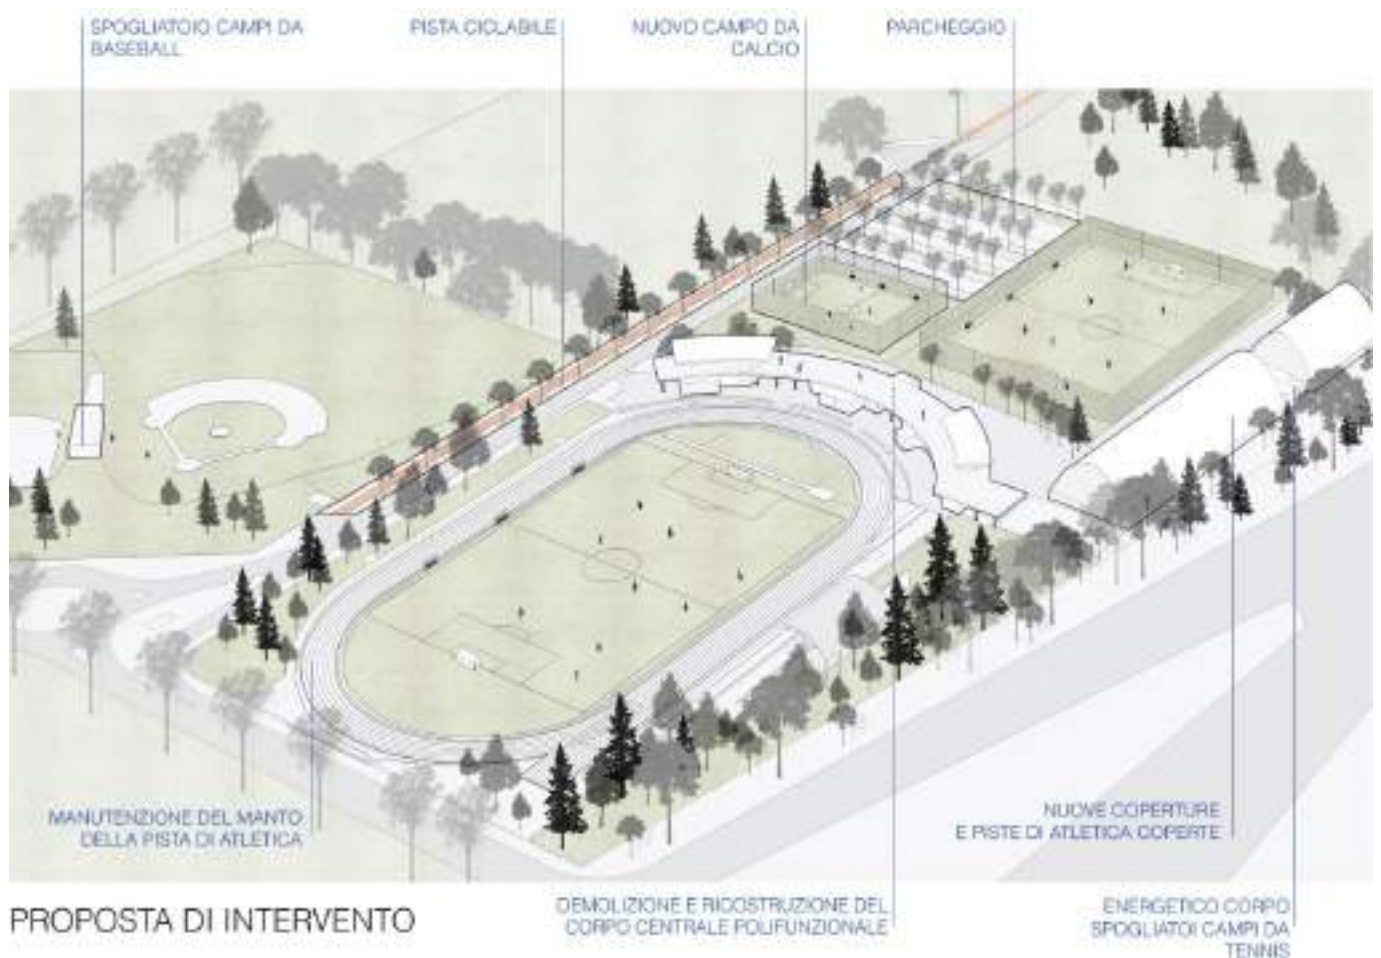 SPOGLIATOIO CAMPI DA
BASEBALL
PISTA CICLABILE
NUOVO CAMPO DA
CALCIO
PARCHEGGIO
MANUTENZIONE DEL MANTO
DELLA PISTA DI ATLETICA
NUOVE COPERTURE
E PISTE DI ATLETICA COPERTE
PROPOSTA DI INTERVENTO
DEMOLIZIONE E RICOSTRUZIONE DEL
CORPO CENTRALE POLIFUNZIONALE
ENERGETICO CORPO
SPOGLIATOI CAMPI DA
TENNIS